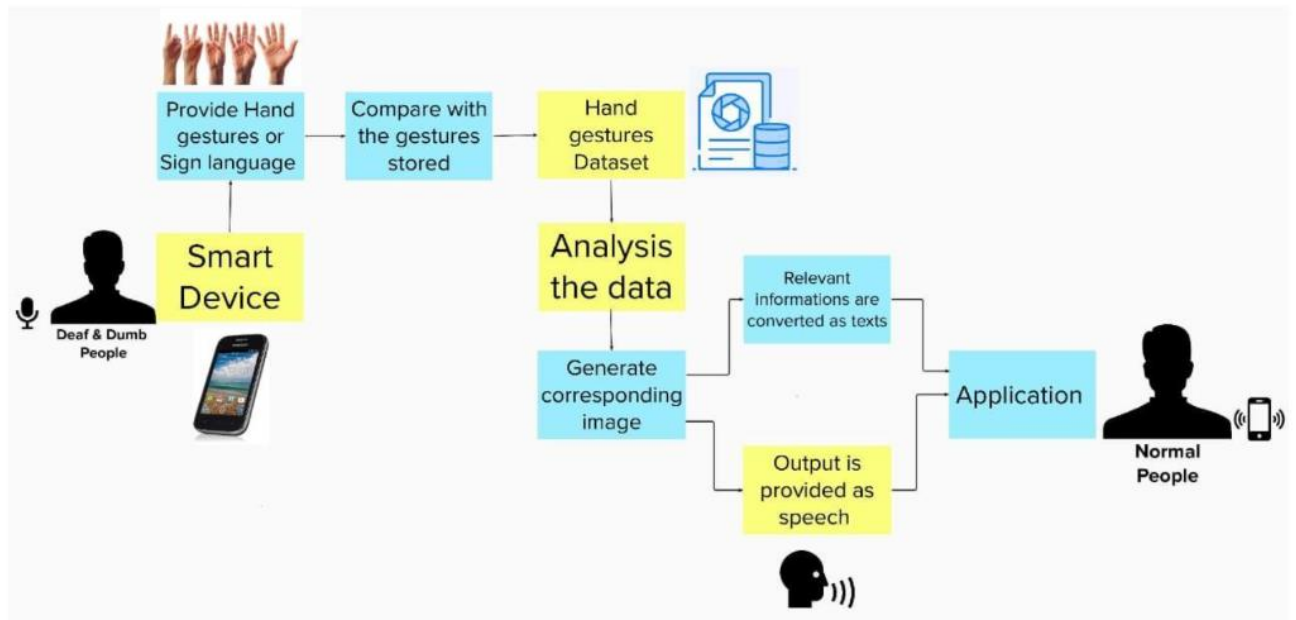 Provide Hand
gestures or
Sign language
Compare with
the gestures
stored
Hand
gestures
Dataset
Smart
Device
Deaf & Dumb
People
Analysis
the data
Relevant
informations are
converted as texts
Generate
corresponding
image
Application
Normal
People
Output is
provided as
speech